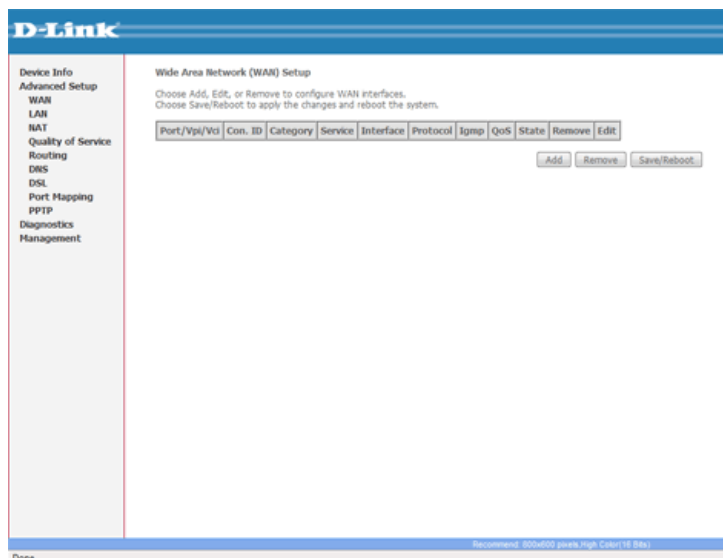 D-Link
Device Info
Advanced Setup
WAN
LAN
NAT
Quality of Service
Routing
DNS
DSL
Port Mapping
PPTP
Diagnostics
Management
Wide Area Network (WAN) Setup
Choose Add, Edit, or Remove to configure WAN interfaces.
Choose Save/Reboot to apply the changes and reboot the system.
Port/Vpi/Vci Con. ID Category Service Interface Protocol Igmp QoS State Remove Edit
Add Remove Save/Reboot
Recommend: 800x600 pixels,High Color(16 Bits)